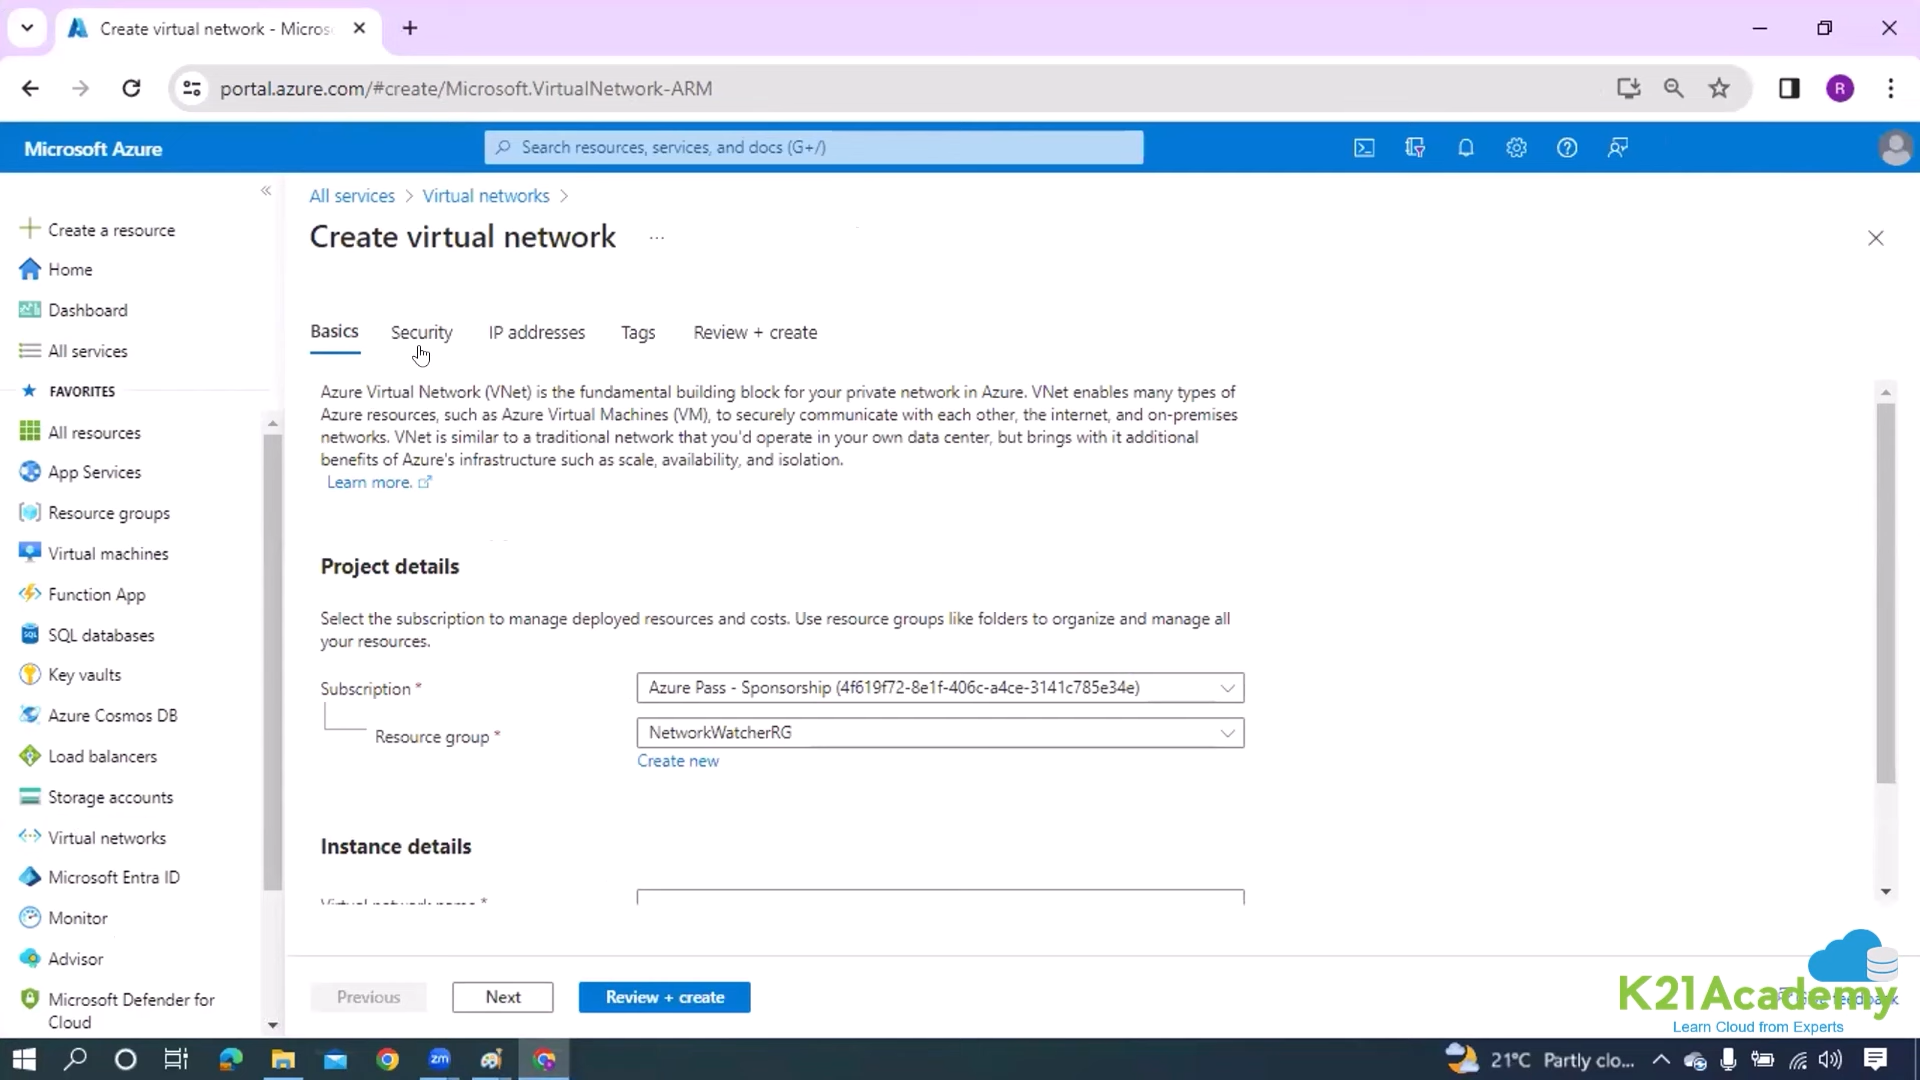 Create virtual network - Micros
portal.azure.com/#create/Microsoft.VirtualNetwork-ARM
R
Microsoft Azure
Search resources, services, and docs (G+/)
All services > Virtual networks >
Create virtual network ...
Create a resource
Home
Dashboard
All services
FAVORITES
All resources
App Services
Resource groups
Virtual machines
Function App
SQL databases
Key vaults
Azure Cosmos DB
Load balancers
Storage accounts
Virtual networks
Microsoft Entra ID
Monitor
Advisor
Microsoft Defender for
Cloud
Basics Security IP addresses Tags Review + create
Azure Virtual Network (VNet) is the fundamental building block for your private network in Azure. VNet enables many types of
Azure resources, such as Azure Virtual Machines (VM), to securely communicate with each other, the internet, and on-premises
networks. VNet is similar to a traditional network that you'd operate in your own data center, but brings with it additional
benefits of Azure's infrastructure such as scale, availability, and isolation.
Learn more.
Project details
Select the subscription to manage deployed resources and costs. Use resource groups like folders to organize and manage all
your resources.
Subscription * Azure Pass - Sponsorship (4f619f72-8e1f-406c-a4ce-3141c785e34e)
Resource group * NetworkWatcherRG
Create new
Instance details
Virtual network name *
Previous Next Review + create
K21Academy
Learn Cloud from Experts
zm
21°C Partly clo...